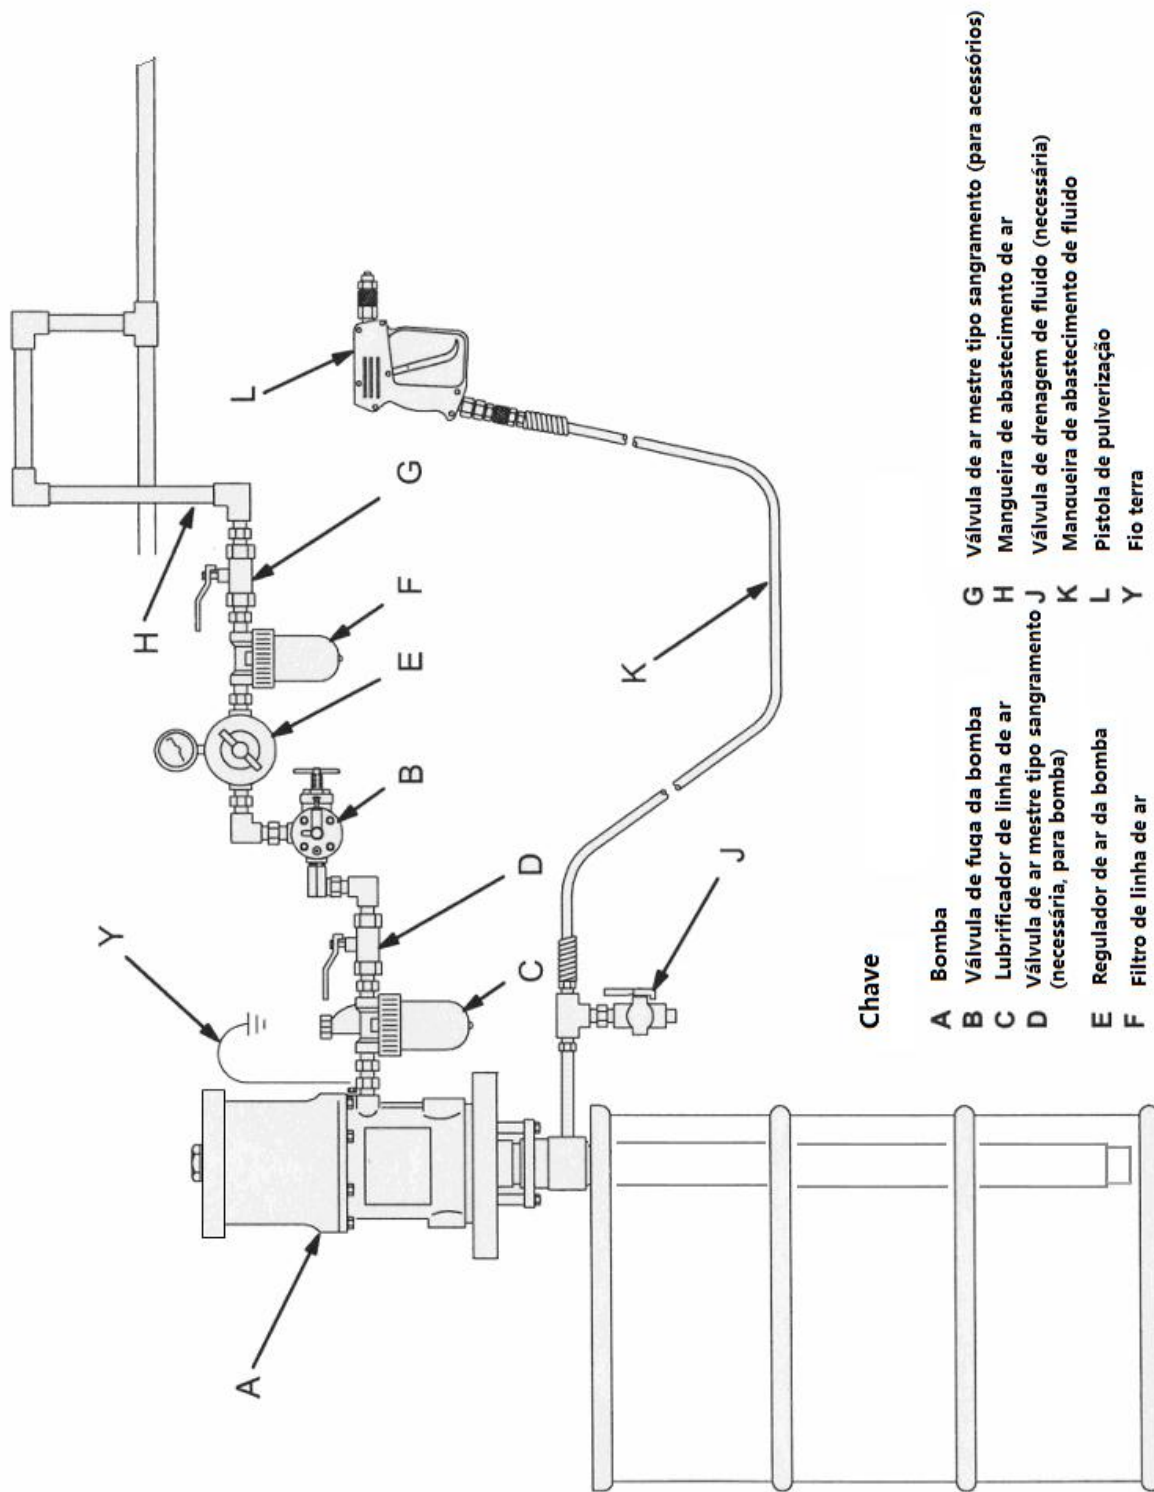 Y
H
G
L
F
E
B
D
C
A
K
J
Chave
A Bomba
B Válvula de fuqa da bomba
C Lubrificador de linha de ar
D Válvula de ar mestre tipo sangramento
(necessária, para bomba)
E Regulador de ar da bomba
F Filtro de linha de ar
G Válvula de ar mestre tipo sangramento (para acessórios)
H Mangueira de abastecimento de ar
J Válvula de drenagem de fluido (necessária)
K Manqueira de abastecimento de fluido
L Pistola de pulverização
Y Fio terra